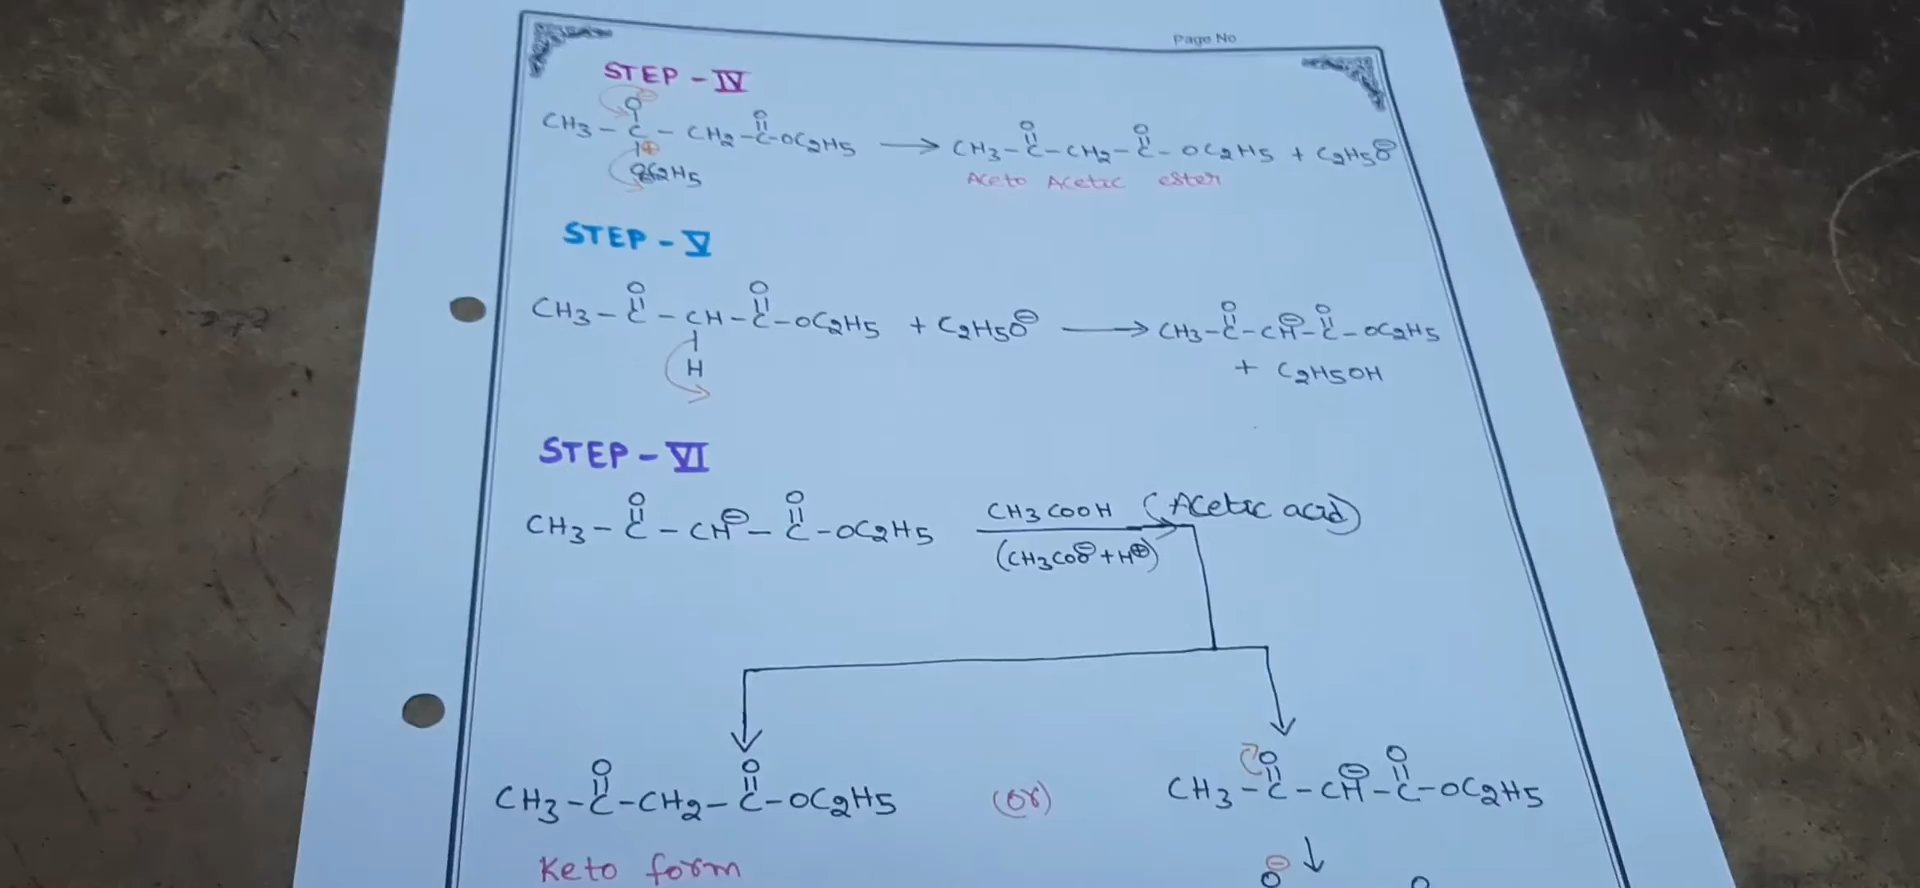 Page No
STEP - IV
O⊖
CH3 - C - CH2 - C - OC2H5 → CH3 - C - CH2 - C - OC2H5 + C2H5O⊖
⊕
OC2H5
Aceto Acetic ester
STEP - V
CH3 - C - CH - C - OC2H5 + C2H5O⊖ → CH3 - C - CH⊖ - C - OC2H5
H
+ C2H5OH
STEP - VI
CH3 - C - CH⊖ - C - OC2H5 CH3COOH (Acetic acid)
(CH3COO⊖ + H⊕)
O O O O
CH3 - C - CH2 - C - OC2H5 (or) CH3 - C - CH⊖ - C - OC2H5
Keto form
⊖ ↓
O